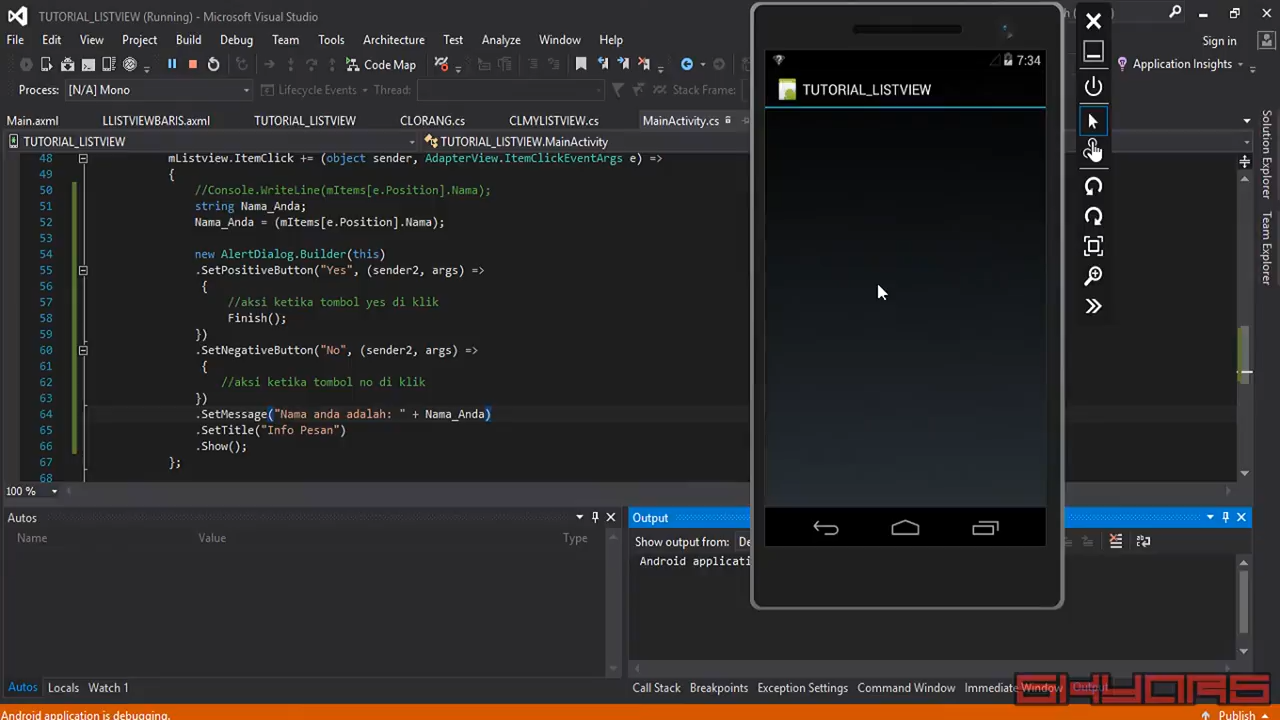 TUTORIAL_LISTVIEW (Running) - Microsoft Visual Studio
File Edit View Project Build Debug Team Tools Architecture Test Analyze Window Help
Sign in
Code Map
Application Insights
Process: [N/A] Mono
Lifecycle Events Thread:
Stack Frame:
Main.axml LLISTVIEWBARIS.axml TUTORIAL_LISTVIEW CLORANG.cs CLMYLISTVIEW.cs MainActivity.cs
TUTORIAL_LISTVIEW TUTORIAL_LISTVIEW.MainActivity
48 mListview.ItemClick += (object sender, AdapterView.ItemClickEventArgs e) =>
49 {
50 //Console.WriteLine(mItems[e.Position].Nama);
51 string Nama_Anda;
52 Nama_Anda = (mItems[e.Position].Nama);
53
54 new AlertDialog.Builder(this)
55 .SetPositiveButton("Yes", (sender2, args) =>
56 {
57 //aksi ketika tombol yes di klik
58 Finish();
59 })
60 .SetNegativeButton("No", (sender2, args) =>
61 {
62 //aksi ketika tombol no di klik
63 })
64 .SetMessage("Nama anda adalah: " + Nama_Anda)
65 .SetTitle("Info Pesan")
66 .Show();
67 };
68
100 %
7:34
TUTORIAL_LISTVIEW
Solution Explorer
Team Explorer
Autos
Name Value Type
Autos Locals Watch 1
Output
Show output from:
Android
Call Stack Breakpoints Exception Settings Command Window Immediate Window Output
Android application is debugging.
Publish
SKYORS